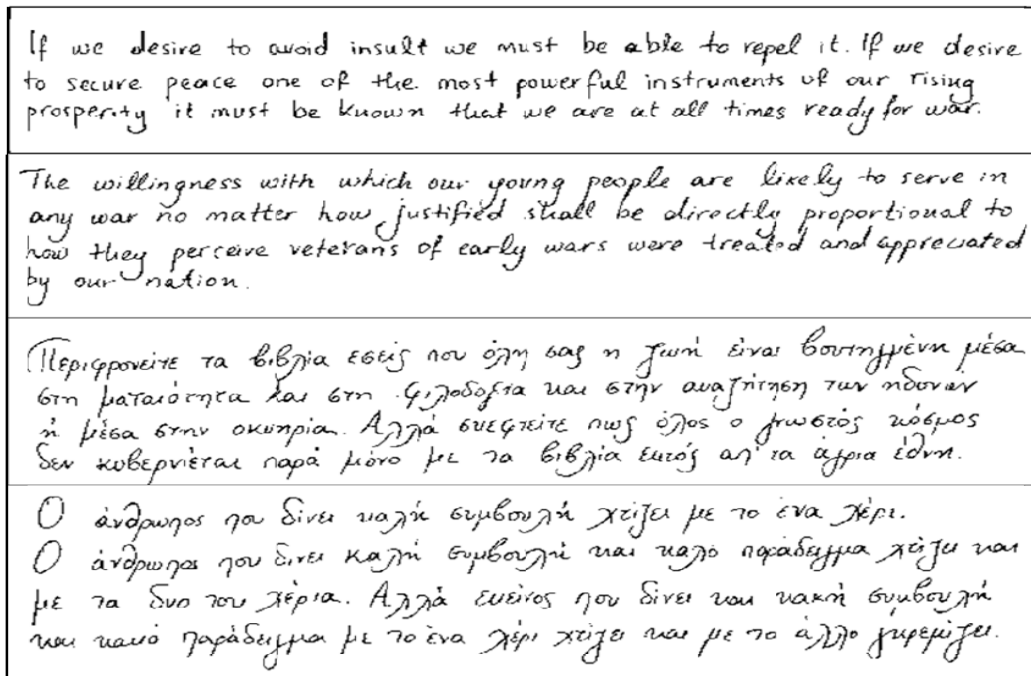 If we desire to avoid insult we must be able to repel it. If we desire
to secure peace one of the most powerful instruments of our rising
prosperity it must be known that we are at all times ready for war.
The willingness with which our young people are likely to serve in
any war no matter how justified shall be directly proportional to
how they perceive veterans of early wars were treated and appreciated
by our nation.
Περιφρονείτε τα βιβλία εσείς που όλη σας η ζωή είναι βουτηγμένη μέσα
στη ματαιότητα και στη φιλοδοξία και στην αναζήτηση των ηδονών
ή μέσα στην οκνηρία. Αλλά σκεφτείτε πως όλος ο γνωστός κόσμος
δεν κυβερνιέται παρά μόνο με τα βιβλία εκτός απ' τα άγρια έθνη.
Ο άνθρωπος που δίνει καλή συμβουλή χτίζει με το ένα χέρι.
Ο άνθρωπος που δινει καλή συμβουλή και καλό παράδειγμα χτίζει και
με τα δυο του χέρια. Αλλά εκείνος που δίνει και κακή συμβουλή
και κακό παράδειγμα με το ένα χέρι χτίζει και με το άλλο γκρεμίζει.